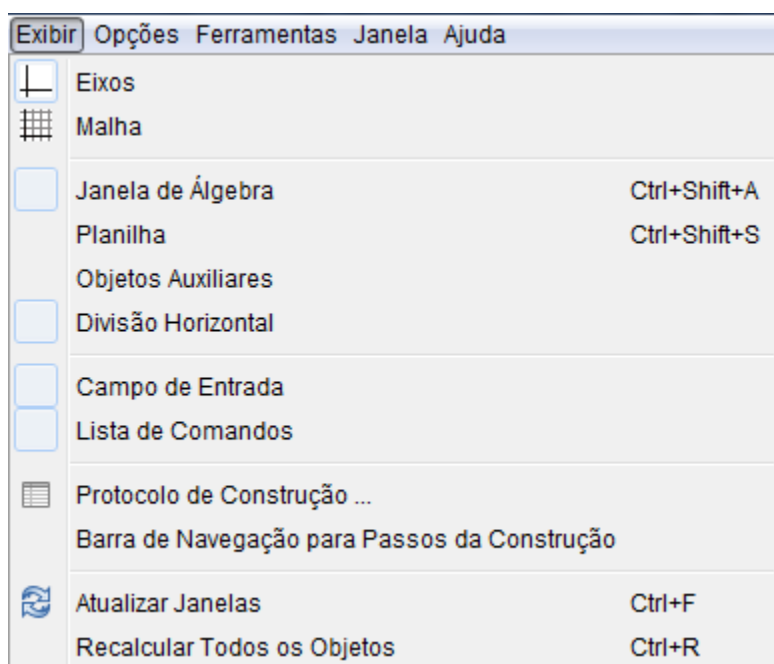 Exibir Opções Ferramentas Janela Ajuda
Eixos
Malha
Janela de Álgebra Ctrl+Shift+A
Planilha Ctrl+Shift+S
Objetos Auxiliares
Divisão Horizontal
Campo de Entrada
Lista de Comandos
Protocolo de Construção ...
Barra de Navegação para Passos da Construção
Atualizar Janelas Ctrl+F
Recalcular Todos os Objetos Ctrl+R